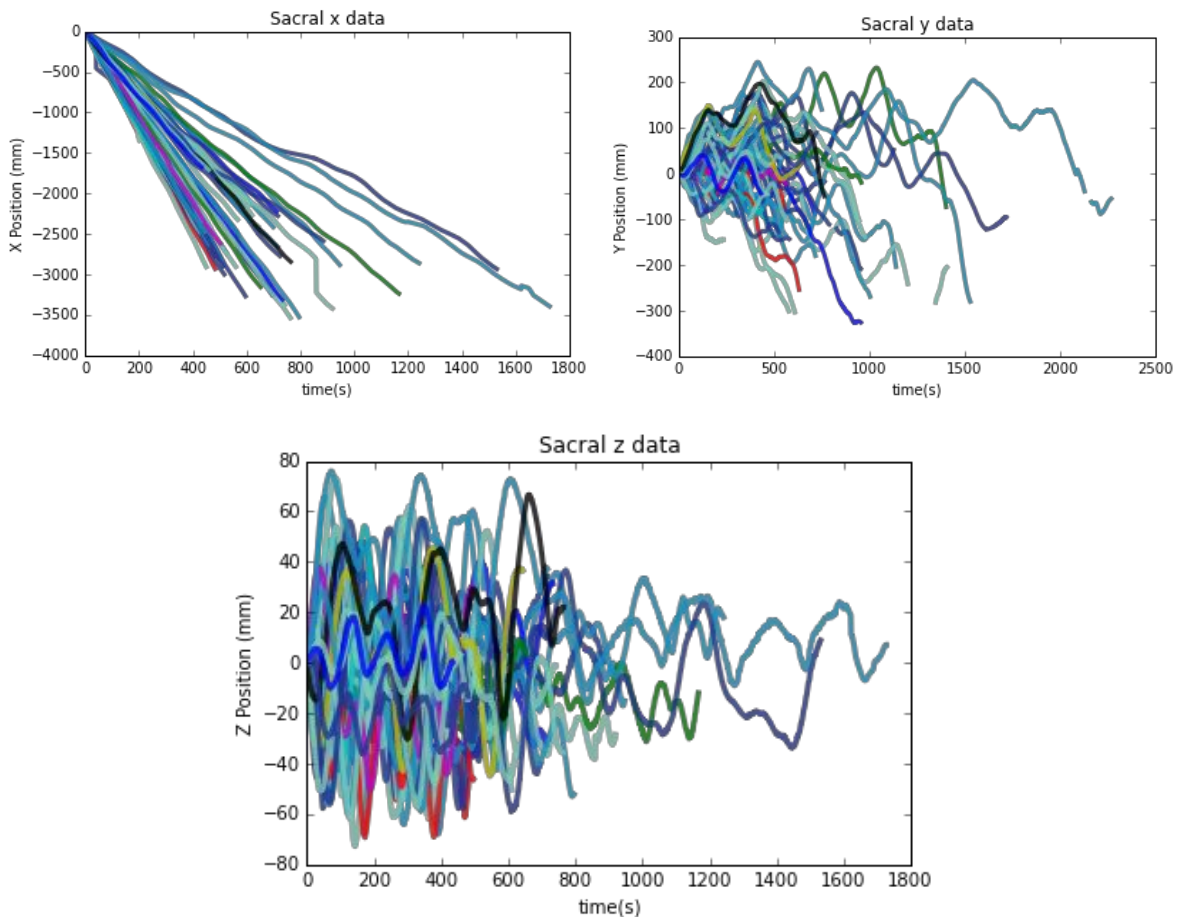 Sacral x data
0
−500
−1000
−1500
−2000
−2500
−3000
−3500
−4000
X Position (mm)
0 200 400 600 800 1000 1200 1400 1600 1800
time(s)
Sacral y data
300
200
100
0
−100
−200
−300
−400
Y Position (mm)
0 500 1000 1500 2000 2500
time(s)
Sacral z data
80
60
40
20
0
−20
−40
−60
−80
Z Position (mm)
0 200 400 600 800 1000 1200 1400 1600 1800
time(s)